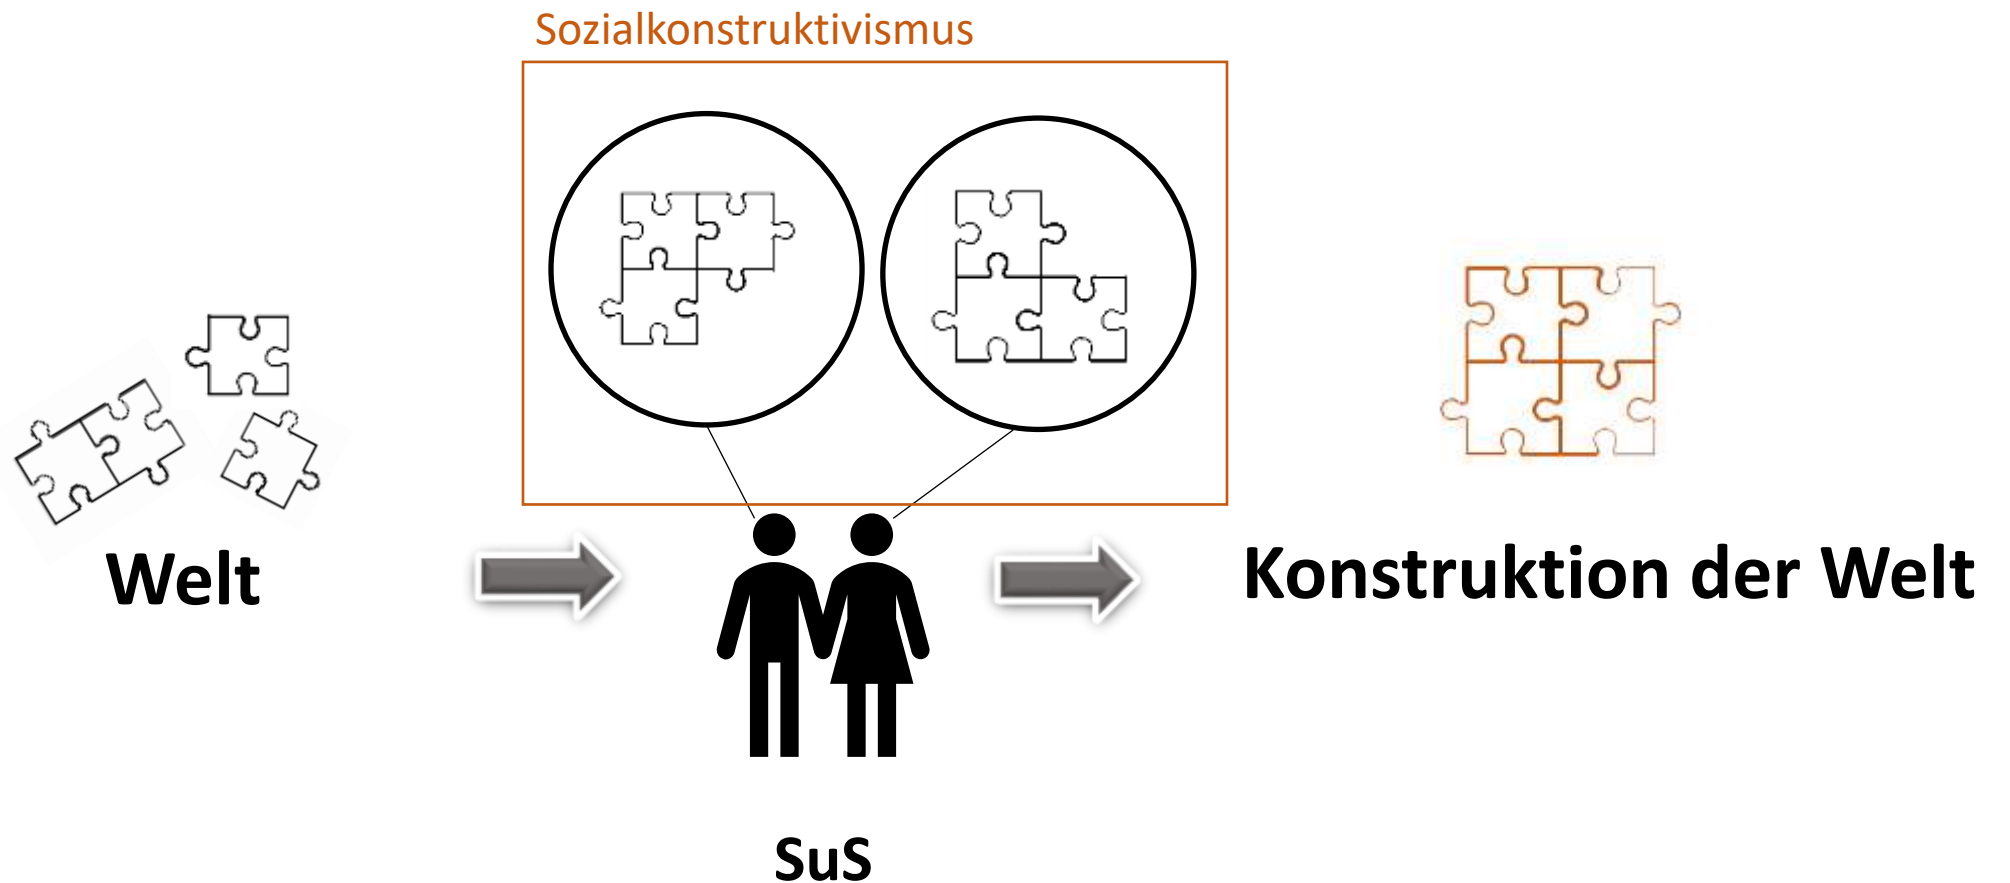 Sozialkonstruktivismus
Welt
Konstruktion der Welt
SuS